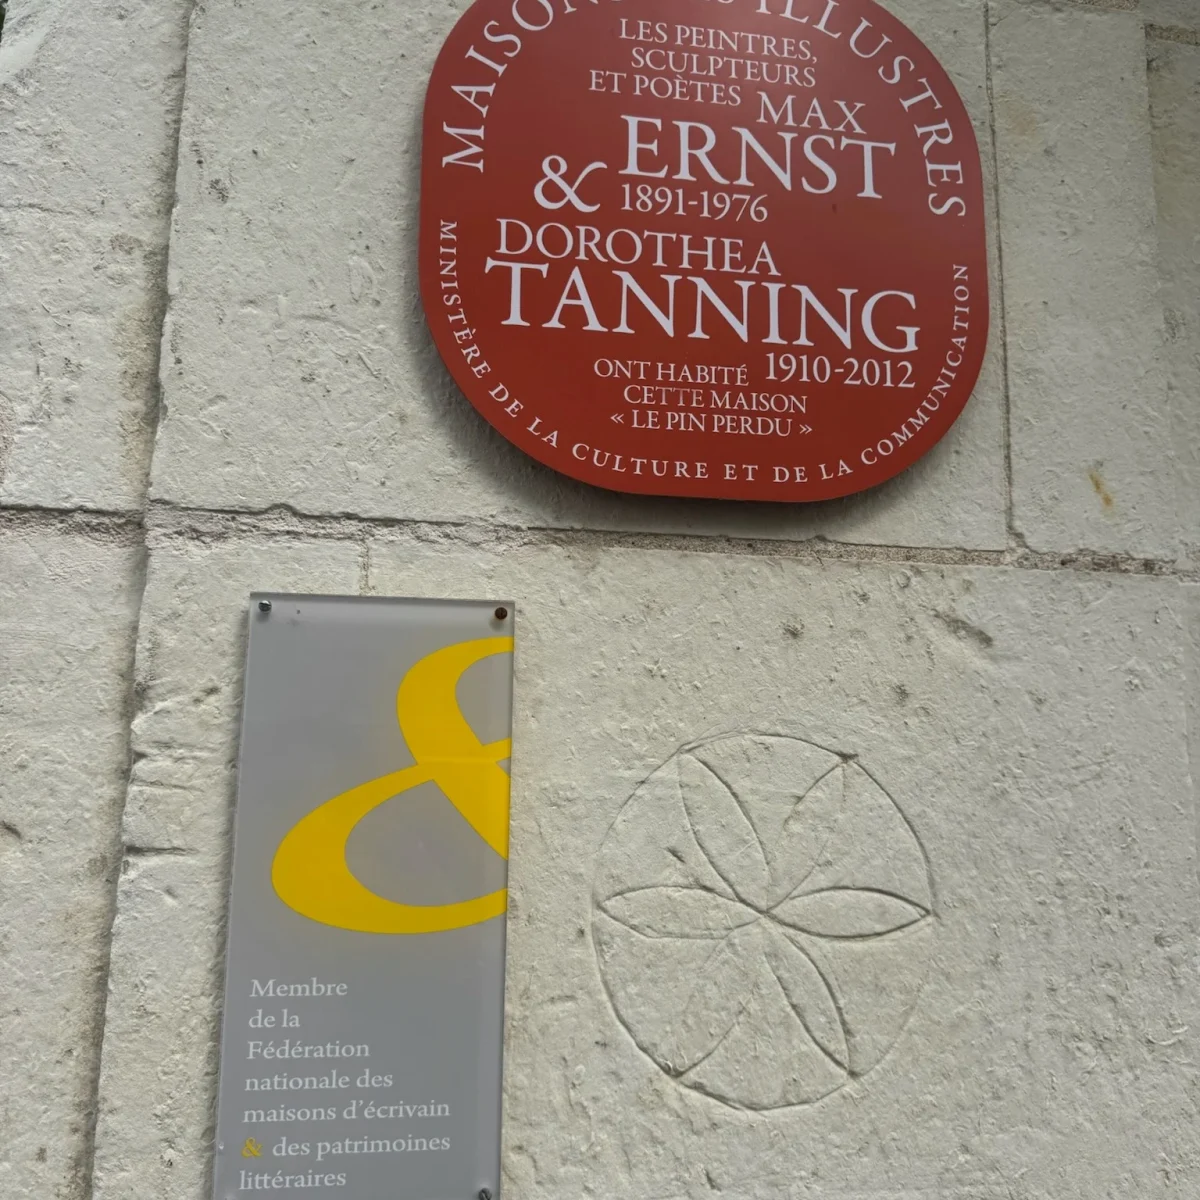 MAISONS DES ILLUSTRES
LES PEINTRES,
SCULPTEURS
ET POÈTES MAX
ERNST
& 1891-1976
DOROTHEA
TANNING
ONT HABITÉ 1910-2012
CETTE MAISON
« LE PIN PERDU »
MINISTÈRE DE LA CULTURE ET DE LA COMMUNICATION
&
Membre
de la
Fédération
nationale des
maisons d'écrivain
& des patrimoines
littéraires